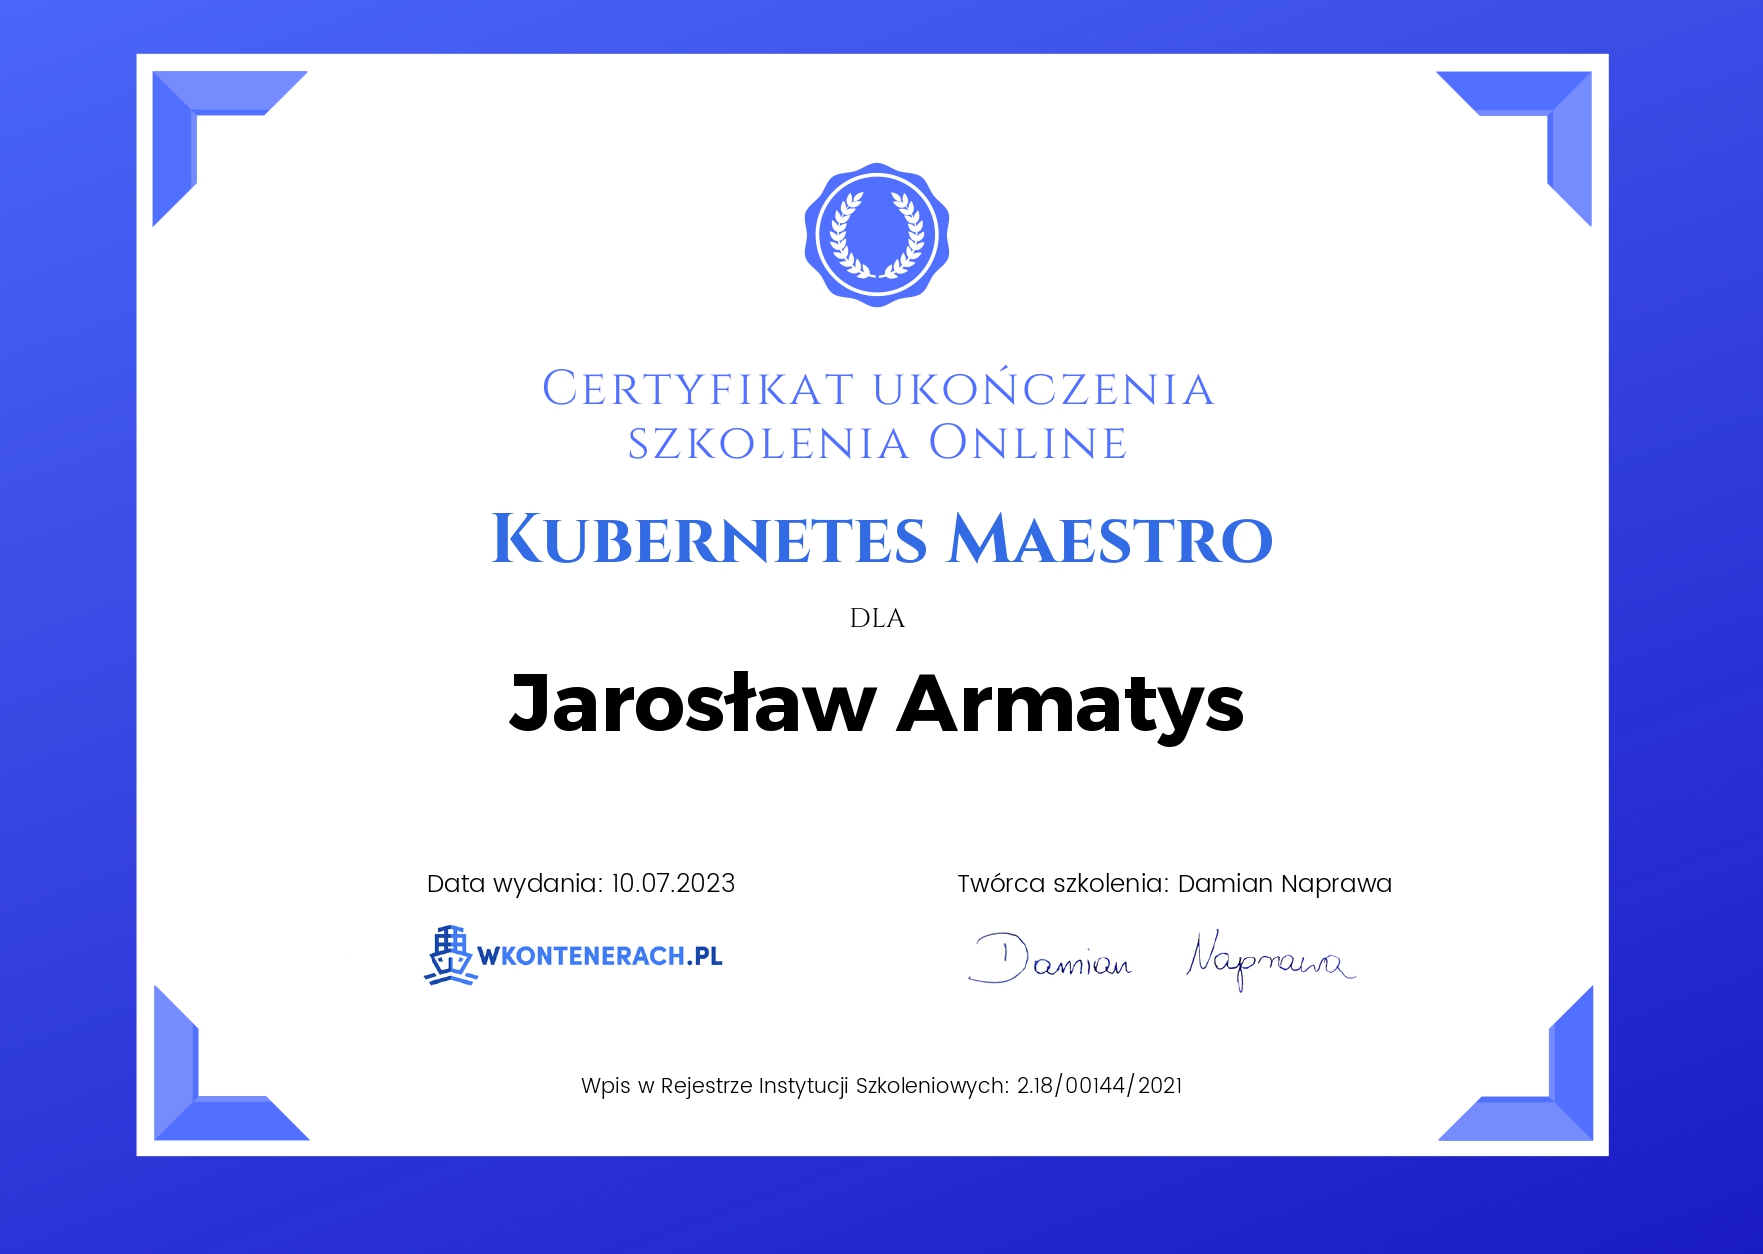 Certyfikat ukończenia
szkolenia Online
Kubernetes Maestro
dla
Jarosław Armatys
Data wydania: 10.07.2023
Twórca szkolenia: Damian Naprawa
WKONTENERACH.PL
Damian Naprawa
Wpis w Rejestrze Instytucji Szkoleniowych: 2.18/00144/2021